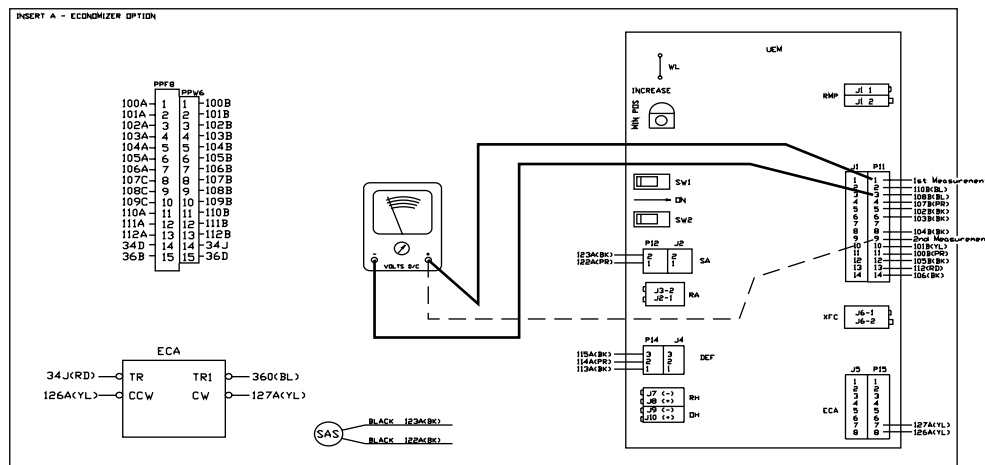 INSERT A - ECONOMIZER OPTION
UEM
WL
INCREASE
MIN POS
RMP
J1 1
J1 2
PPF8 PPW6
100A 1 1 100B
101A 2 2 101B
102A 3 3 102B
103A 4 4 103B
104A 5 5 104B
105A 6 6 105B
106A 7 7 106B
107C 8 8 107B
108C 9 9 108B
109C 10 10 109B
110A 11 11 110B
111A 12 12 111B
112A 13 13 112B
34D 14 14 34J
36B 15 15 36D
- +
VOLTS D/C
SW1
ON
SW2
J1 P11
1 1 1st Measurement
2 2 110B(BL)
3 3 108B(BL)
4 4 107B(PR)
5 5 102B(BK)
6 6 103B(BK)
7 7
8 8 104B(BK)
9 9 2nd Measurement
10 10 101B(YL)
11 11 100B(PR)
12 12 105B(BK)
13 13 112(RD)
14 14 106(BK)
P12 J2
123A(BK) 2 2
122A(PR) 1 1
SA
J3-2
J2-1
RA
XFC
J6-1
J6-2
P14 J4
115A(BK) 3 3
114A(PR) 2 2
113A(BK) 1 1
DEF
J7 (-)
J8 (+)
RH
J9 (-)
J10 (+)
OH
J5 P15
1 1
2 2
3 3
4 4
5 5
6 6
7 7 127A(YL)
8 8 126A(YL)
ECA
ECA
34J(RD) TR TR1 360(BL)
126A(YL) CCW CW 127A(YL)
SAS
BLACK 123A(BK)
BLACK 122A(BK)